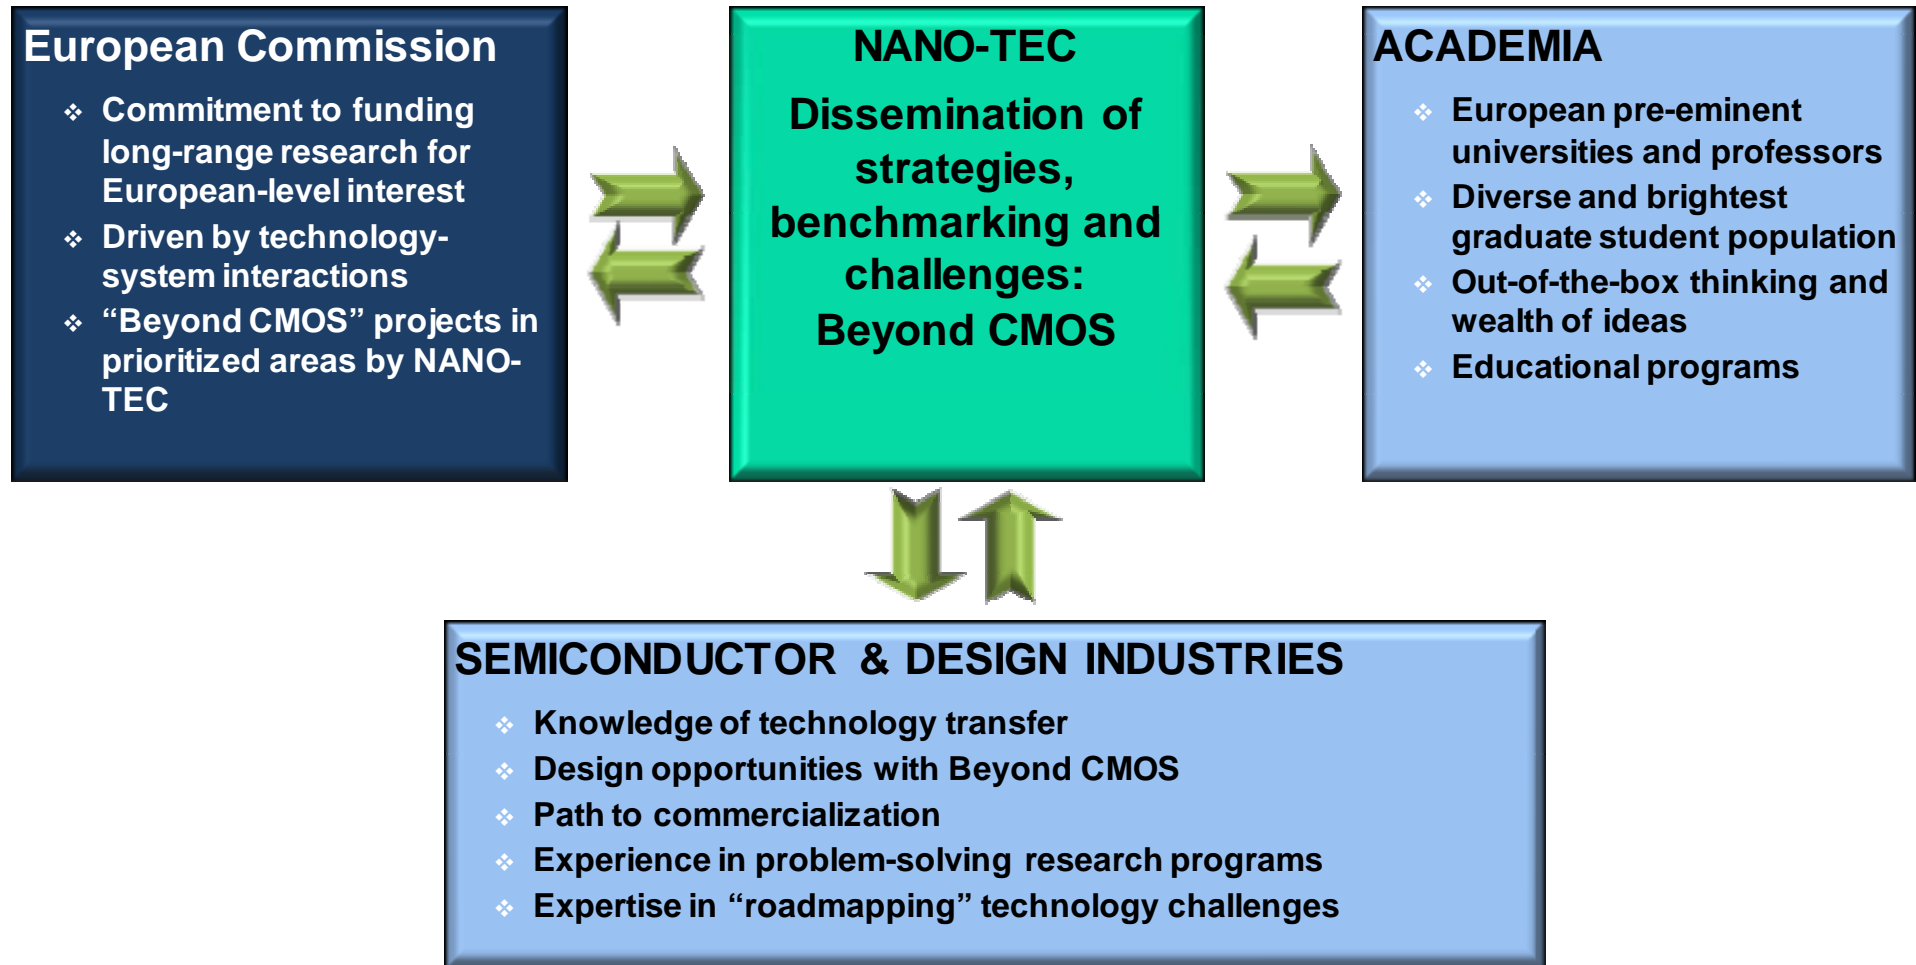 European Commission
❖ Commitment to funding
long-range research for
European-level interest
❖ Driven by technology-
system interactions
❖ “Beyond CMOS” projects in
prioritized areas by NANO-
TEC
NANO-TEC
Dissemination of
strategies,
benchmarking and
challenges:
Beyond CMOS
ACADEMIA
❖ European pre-eminent
universities and professors
❖ Diverse and brightest
graduate student population
❖ Out-of-the-box thinking and
wealth of ideas
❖ Educational programs
SEMICONDUCTOR & DESIGN INDUSTRIES
❖ Knowledge of technology transfer
❖ Design opportunities with Beyond CMOS
❖ Path to commercialization
❖ Experience in problem-solving research programs
❖ Expertise in “roadmapping” technology challenges